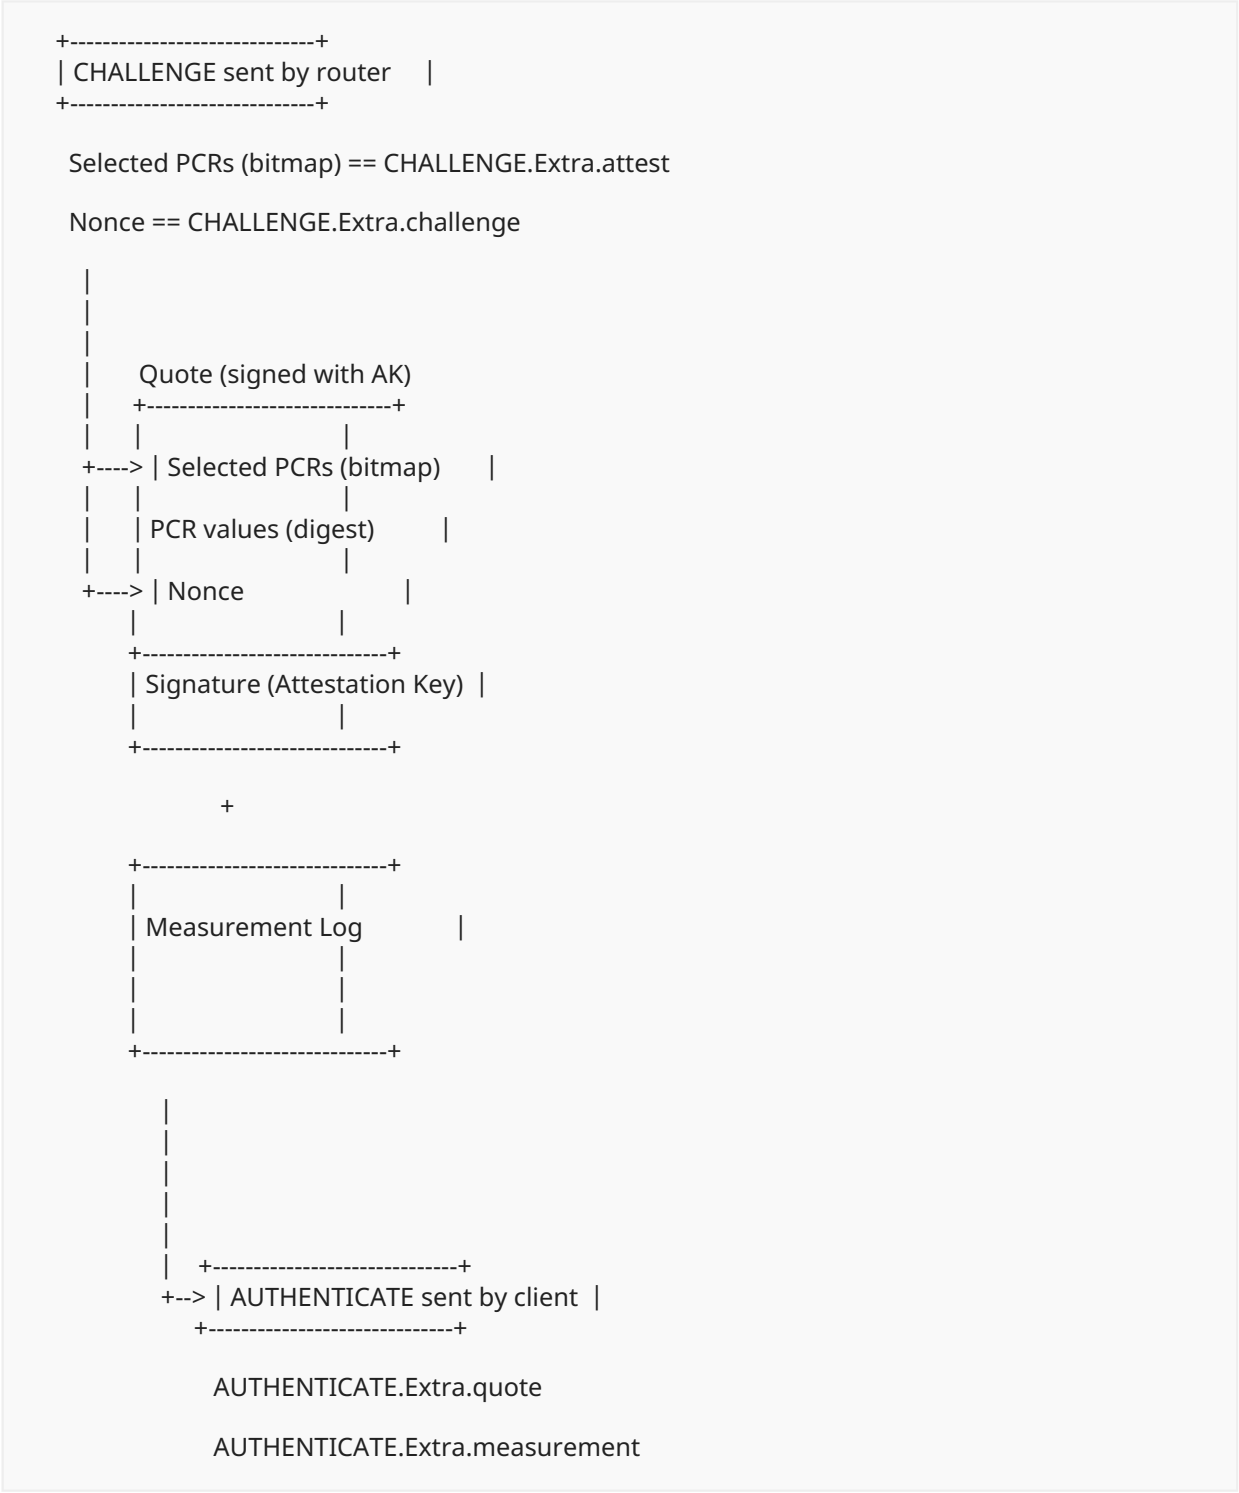 +------------------------------+
| CHALLENGE sent by router     |
+------------------------------+
Selected PCRs (bitmap) == CHALLENGE.Extra.attest
Nonce == CHALLENGE.Extra.challenge
|
|
|
|      Quote (signed with AK)
|     +------------------------------+
|     |                              |
+----> | Selected PCRs (bitmap)       |
|     |                              |
|     | PCR values (digest)          |
|     |                              |
+----> | Nonce                        |
|                              |
+------------------------------+
| Signature (Attestation Key)  |
|                              |
+------------------------------+
+
+------------------------------+
|                              |
| Measurement Log              |
|                              |
|                              |
|                              |
+------------------------------+
|
|
|
|
|
|    +------------------------------+
+--> | AUTHENTICATE sent by client  |
+------------------------------+
AUTHENTICATE.Extra.quote
AUTHENTICATE.Extra.measurement